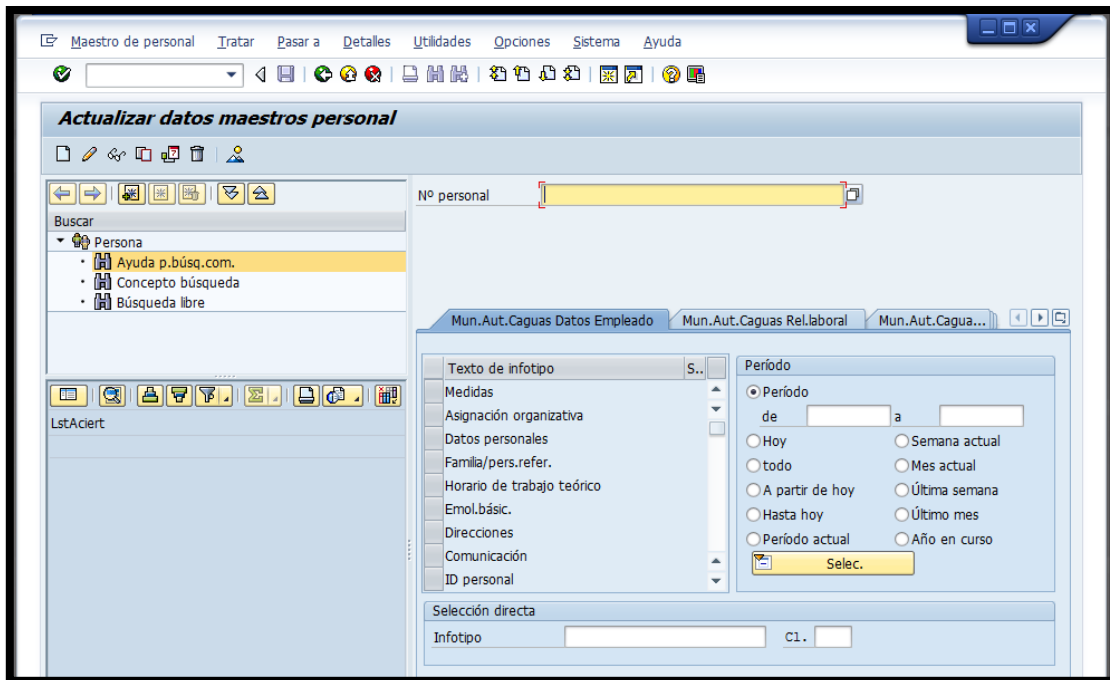 Maestro de personal Tratar Pasar a Detalles Utilidades Opciones Sistema Ayuda
Actualizar datos maestros personal
Buscar
Persona
Ayuda p.búsq.com.
Concepto búsqueda
Búsqueda libre
LstAciert
Nº personal
Mun.Aut.Caguas Datos Empleado Mun.Aut.Caguas Rel.laboral Mun.Aut.Cagua...
Texto de infotipo S..
Medidas
Asignación organizativa
Datos personales
Familia/pers.refer.
Horario de trabajo teórico
Emol.básic.
Direcciones
Comunicación
ID personal
Período
Período
de a
Hoy Semana actual
todo Mes actual
A partir de hoy Última semana
Hasta hoy Último mes
Período actual Año en curso
Selec.
Selección directa
Infotipo Cl.